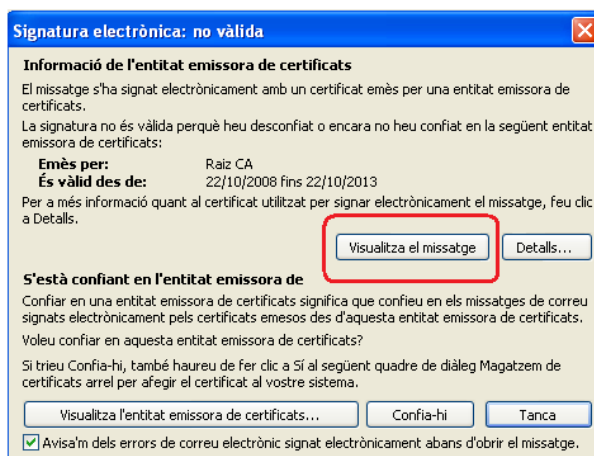 Signatura electrònica: no vàlida
Informació de l'entitat emissora de certificats
El missatge s'ha signat electrònicament amb un certificat emès per una entitat emissora de
certificats.
La signatura no és vàlida perquè heu desconfiat o encara no heu confiat en la següent entitat
emissora de certificats:
Emès per: Raiz CA
És vàlid des de: 22/10/2008 fins 22/10/2013
Per a més informació quant al certificat utilitzat per signar electrònicament el missatge, feu clic
a Detalls.
Visualitza el missatge Detalls...
S'està confiant en l'entitat emissora de
Confiar en una entitat emissora de certificats significa que confieu en els missatges de correu
signats electrònicament pels certificats emesos des d'aquesta entitat emissora de certificats.
Voleu confiar en aquesta entitat emissora de certificats?
Si trieu Confia-hi, també haureu de fer clic a Sí al següent quadre de diàleg Magatzem de
certificats arrel per afegir el certificat al vostre sistema.
Visualitza l'entitat emissora de certificats... Confia-hi Tanca
Avisa'm dels errors de correu electrònic signat electrònicament abans d'obrir el missatge.